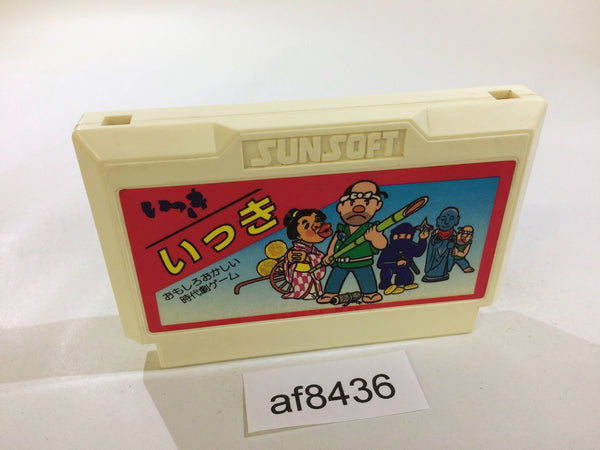 SUNSOFT
いっき
いっき
おもしろおかしい
時代劇ゲーム
af8436